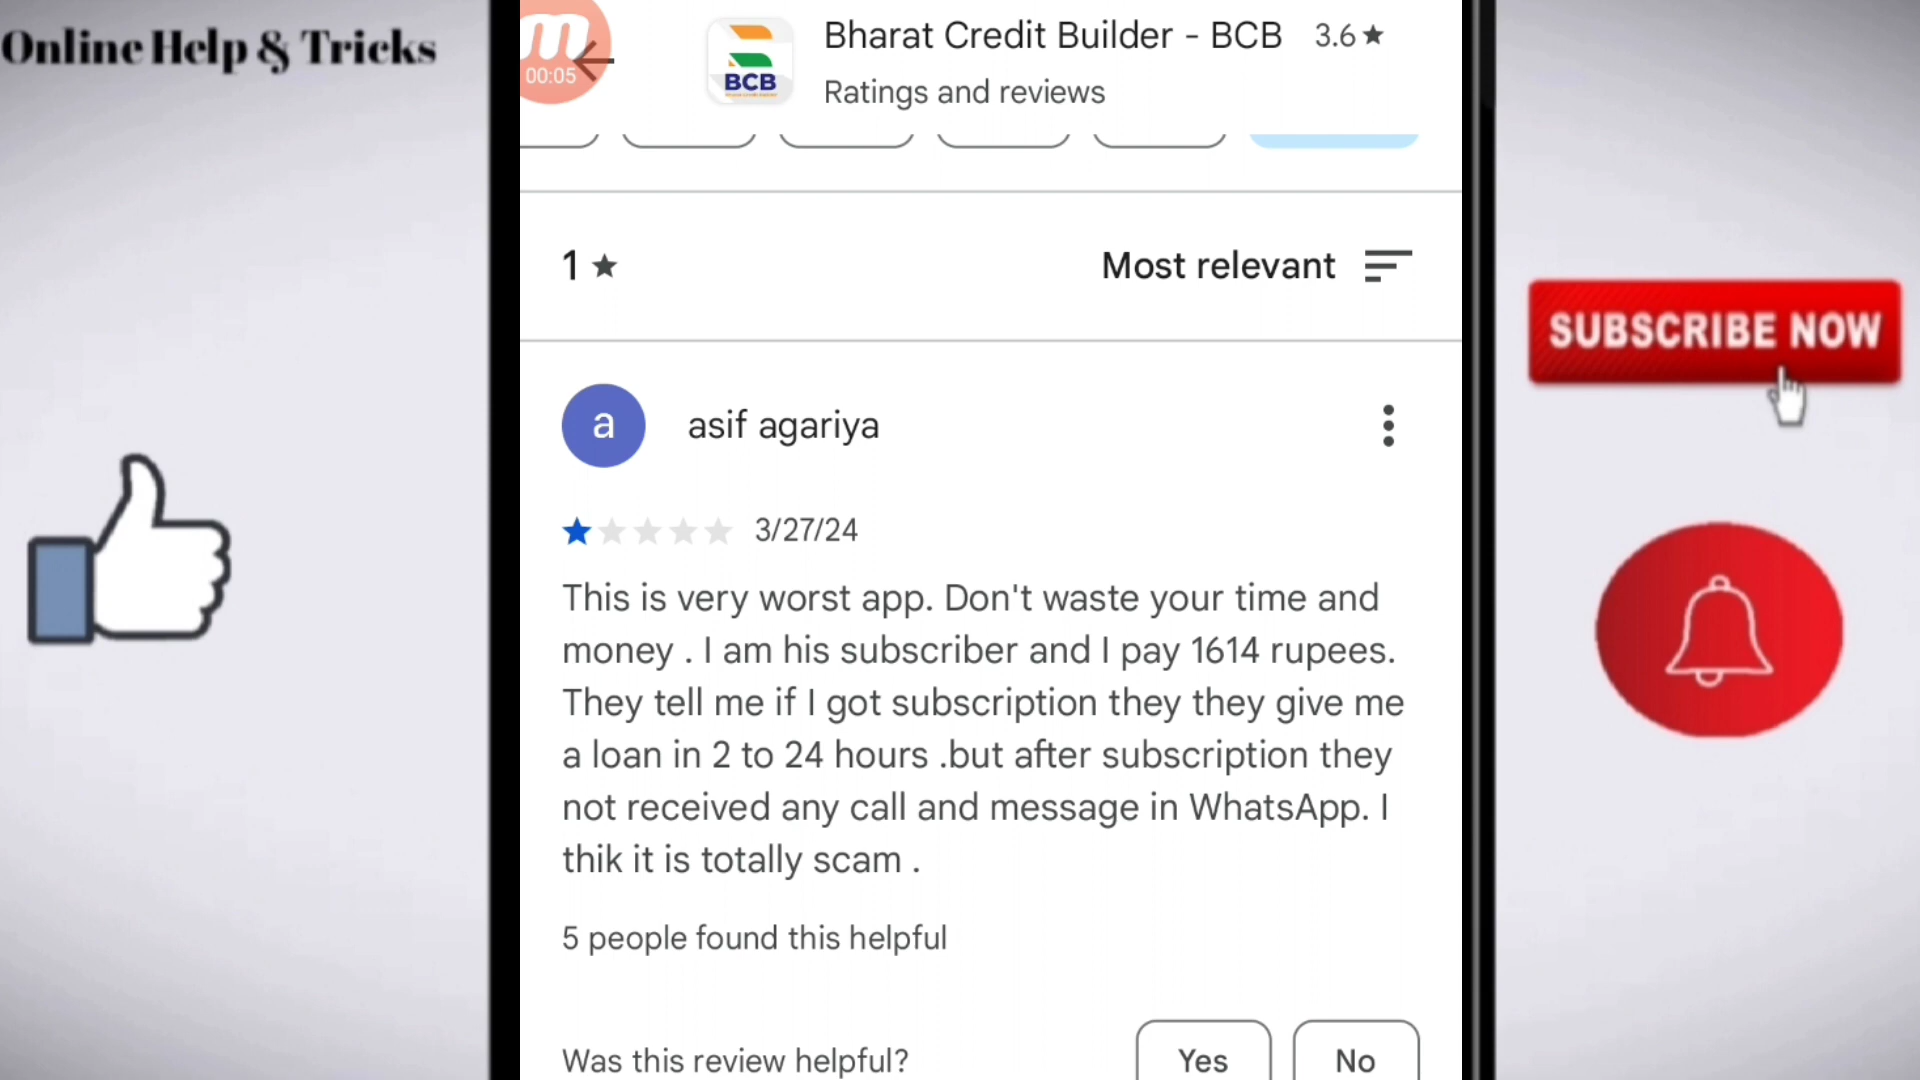 Online Help & Tricks
m
00:05
BCB
Bharat Credit Builder - BCB 3.6 ★
Ratings and reviews
1 ★
Most relevant
SUBSCRIBE NOW
a
asif agariya
3/27/24
This is very worst app. Don't waste your time and
money . I am his subscriber and I pay 1614 rupees.
They tell me if I got subscription they they give me
a loan in 2 to 24 hours .but after subscription they
not received any call and message in WhatsApp. I
thik it is totally scam .
5 people found this helpful
Was this review helpful?
Yes
No